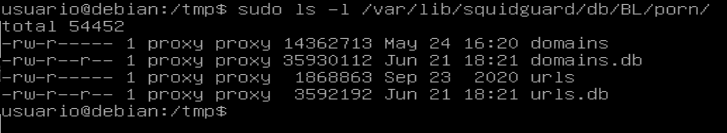 usuario@debian:/tmp$ sudo ls -l /var/lib/squidguard/db/BL/porn/
total 54452
-rw-r----- 1 proxy proxy 14362713 May 24 16:20 domains
-rw-r--r-- 1 proxy proxy 35930112 Jun 21 18:21 domains.db
-rw-r----- 1 proxy proxy  1868863 Sep 23  2020 urls
-rw-r--r-- 1 proxy proxy  3592192 Jun 21 18:21 urls.db
usuario@debian:/tmp$